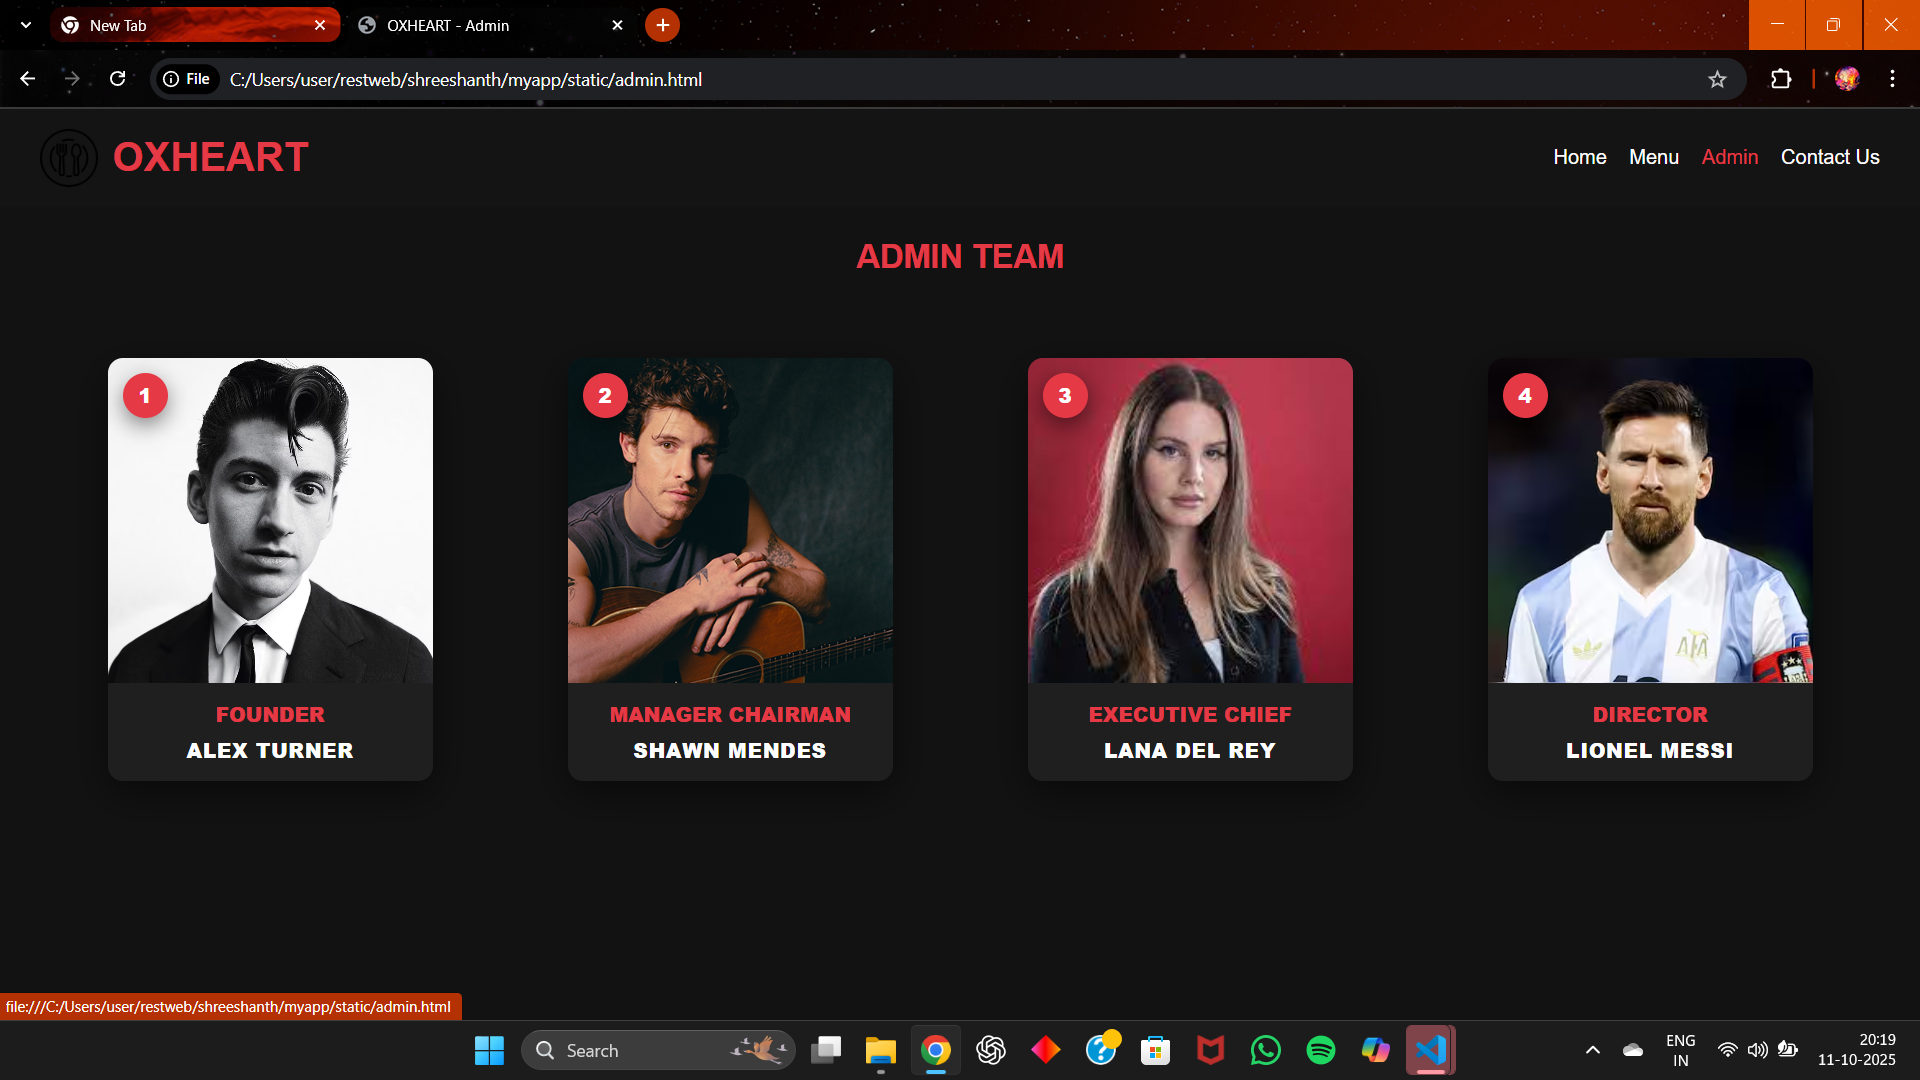 New Tab
OXHEART - Admin
File
C:/Users/user/restweb/shreeshanth/myapp/static/admin.html
OXHEART
Home Menu Admin Contact Us
ADMIN TEAM
1
2
3
4
AFA
FOUNDER
ALEX TURNER
MANAGER CHAIRMAN
SHAWN MENDES
EXECUTIVE CHIEF
LANA DEL REY
DIRECTOR
LIONEL MESSI
file:///C:/Users/user/restweb/shreeshanth/myapp/static/admin.html
Search
ENG
IN
20:19
11-10-2025